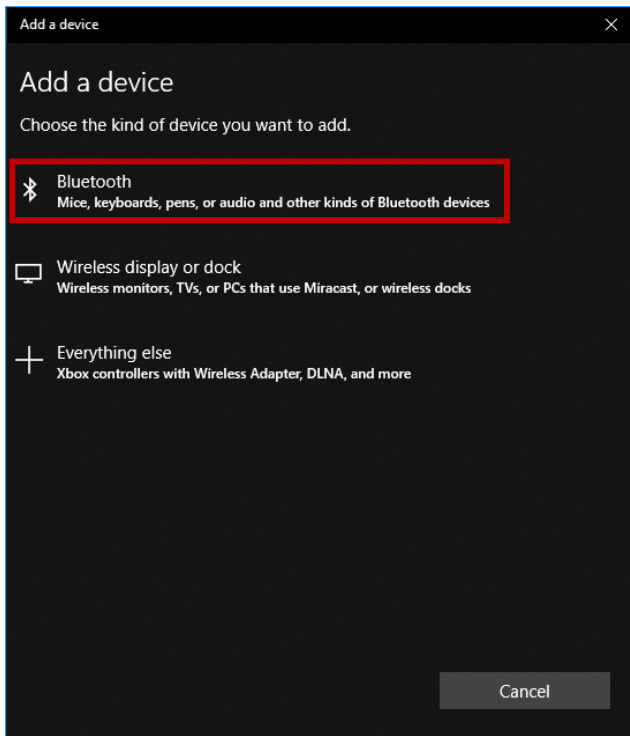 Add a device
Add a device
Choose the kind of device you want to add.
Bluetooth
Mice, keyboards, pens, or audio and other kinds of Bluetooth devices
Wireless display or dock
Wireless monitors, TVs, or PCs that use Miracast, or wireless docks
Everything else
Xbox controllers with Wireless Adapter, DLNA, and more
Cancel